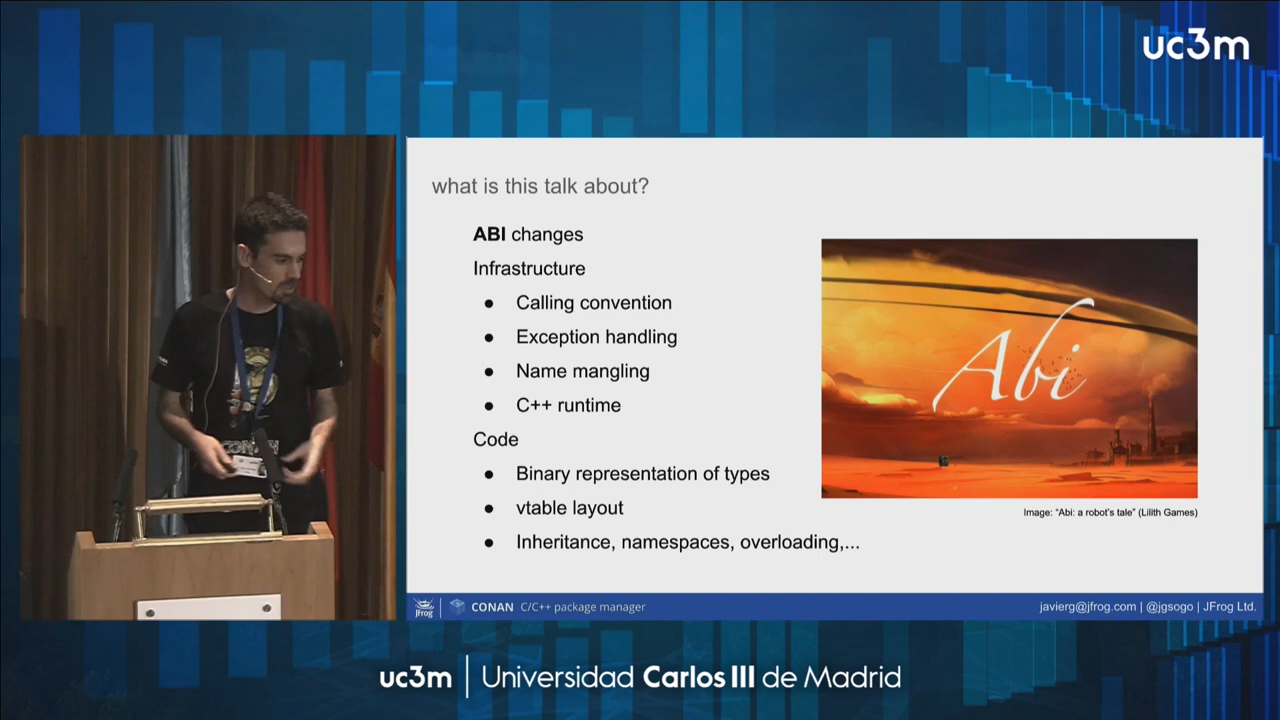 uc3m
what is this talk about?
ABI changes
Infrastructure
● Calling convention
● Exception handling
● Name mangling
● C++ runtime
Code
● Binary representation of types
● vtable layout
● Inheritance, namespaces, overloading,...
Abi
Image: "Abi: a robot's tale" (Lilith Games)
CONAN
JFrog
CONAN C/C++ package manager
javierg@jfrog.com | @jgsogo | JFrog Ltd.
uc3m | Universidad Carlos III de Madrid